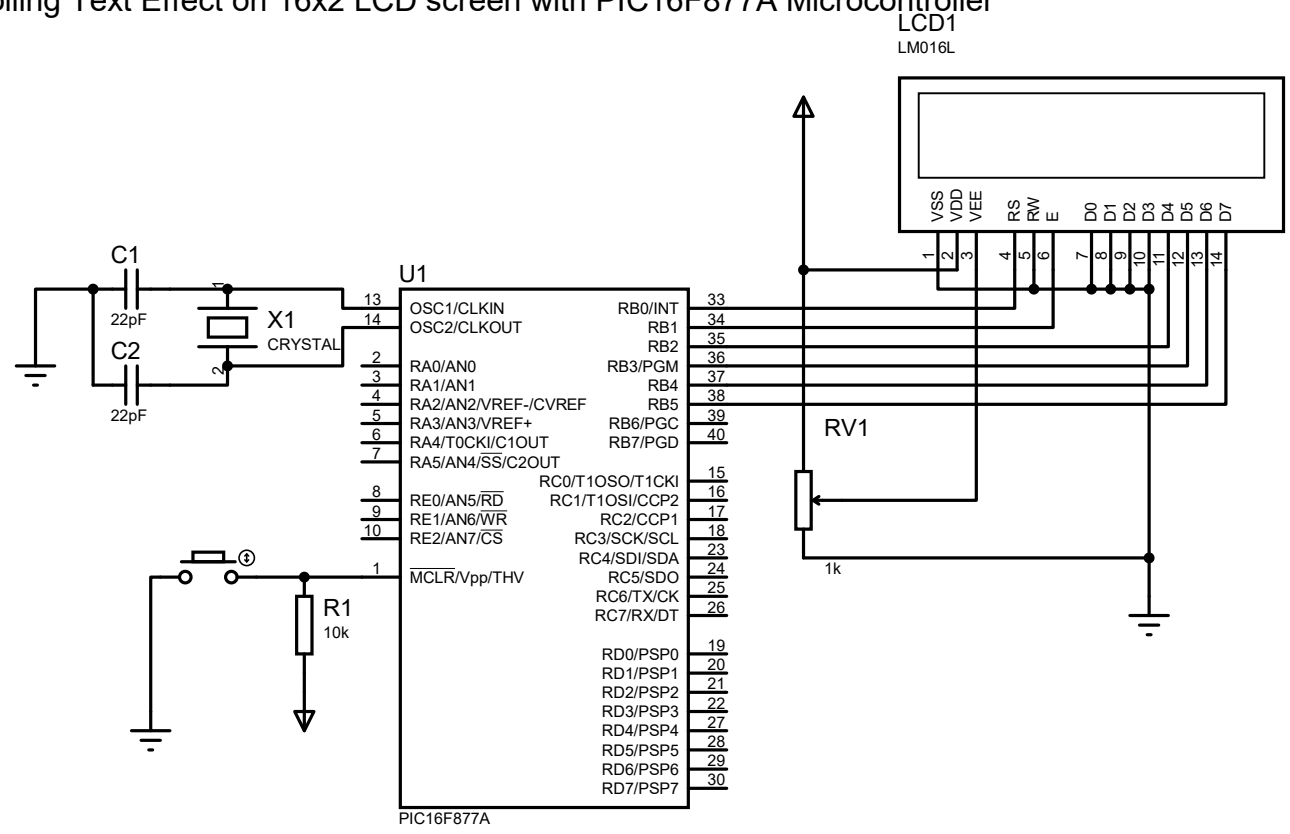 olling Text Effect on 16x2 LCD screen with PIC16F877A Microcontroller
LCD1
LM016L
VSS
VDD
VEE
RS
RW
E
D0
D1
D2
D3
D4
D5
D6
D7
1
2
3
4
5
6
7
8
9
10
11
12
13
14
C1
22pF
C2
22pF
1
X1
CRYSTAL
2
U1
13 OSC1/CLKIN
14 OSC2/CLKOUT
2 RA0/AN0
3 RA1/AN1
4 RA2/AN2/VREF-/CVREF
5 RA3/AN3/VREF+
6 RA4/T0CKI/C1OUT
7 RA5/AN4/SS/C2OUT
8 RE0/AN5/RD
9 RE1/AN6/WR
10 RE2/AN7/CS
1 MCLR/Vpp/THV
RB0/INT 33
RB1 34
RB2 35
RB3/PGM 36
RB4 37
RB5 38
RB6/PGC 39
RB7/PGD 40
RC0/T1OSO/T1CKI 15
RC1/T1OSI/CCP2 16
RC2/CCP1 17
RC3/SCK/SCL 18
RC4/SDI/SDA 23
RC5/SDO 24
RC6/TX/CK 25
RC7/RX/DT 26
RD0/PSP0 19
RD1/PSP1 20
RD2/PSP2 21
RD3/PSP3 22
RD4/PSP4 27
RD5/PSP5 28
RD6/PSP6 29
RD7/PSP7 30
PIC16F877A
R1
10k
RV1
1k